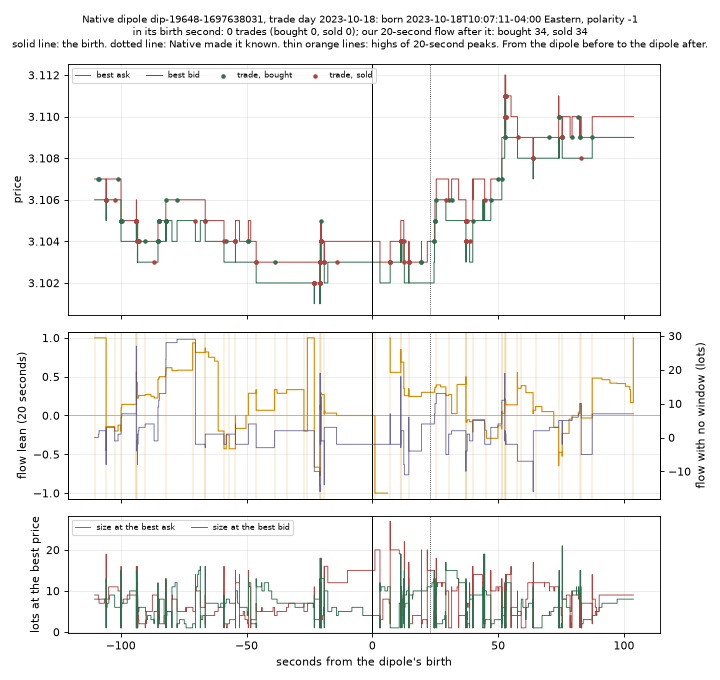 Native dipole dip-19648-1697638031, trade day 2023-10-18: born 2023-10-18T10:07:11-04:00 Eastern, polarity -1
in its birth second: 0 trades (bought 0, sold 0); our 20-second flow after it: bought 34, sold 34
solid line: the birth. dotted line: Native made it known. thin orange lines: highs of 20-second peaks. From the dipole before to the dipole after.
best ask best bid trade, bought trade, sold
3.112
3.110
3.108
3.106
3.104
3.102
price
1.0
0.5
0.0
−0.5
−1.0
flow lean (20 seconds)
30
20
10
0
−10
flow with no window (lots)
size at the best ask size at the best bid
20
10
0
lots at the best price
−100 −50 0 50 100
seconds from the dipole's birth